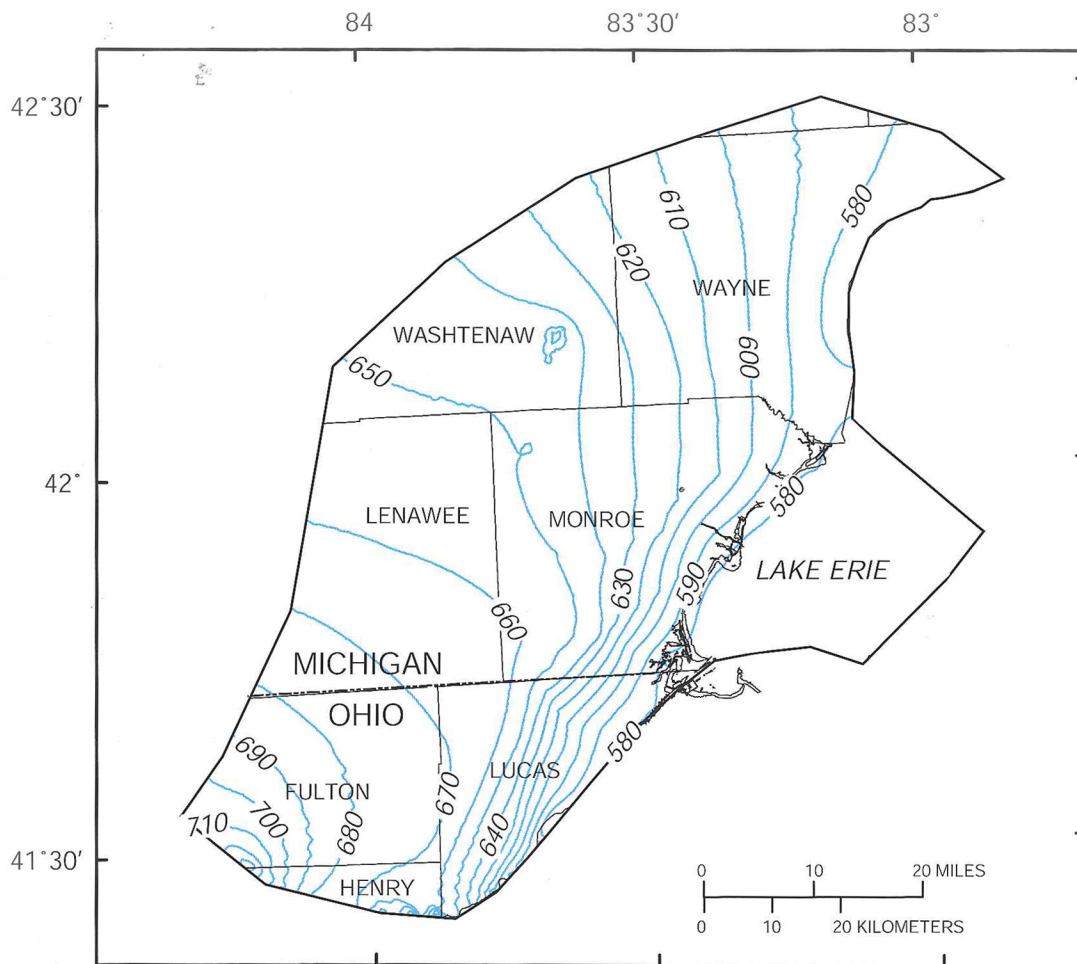 84
83°30′
83°
42°30′
580
610
620
WAYNE
WASHTENAW
600
650
42°
580
LENAWEE
MONROE
LAKE ERIE
590
630
660
MICHIGAN
OHIO
580
690
LUCAS
FULTON
670
700
710
680
640
41°30′
HENRY
0 10 20 MILES
0 10 20 KILOMETERS